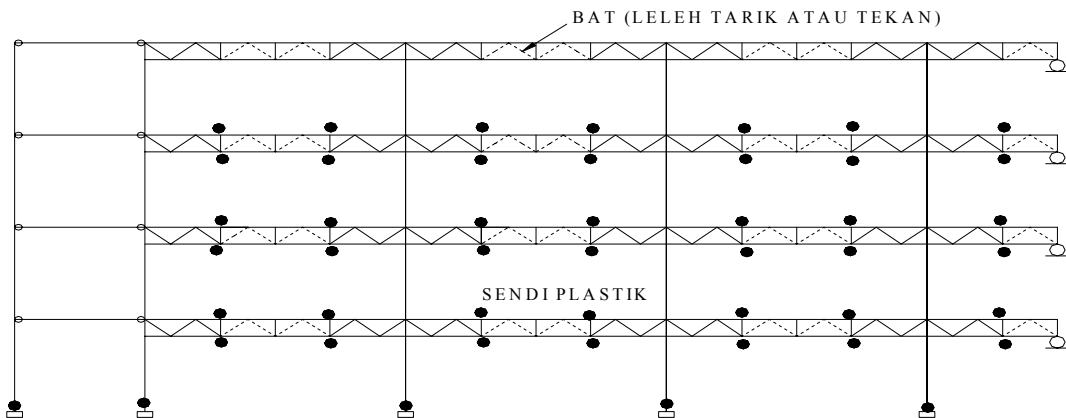 BAT (LELEH TARIK ATAU TEKAN)
SENDI PLASTIK